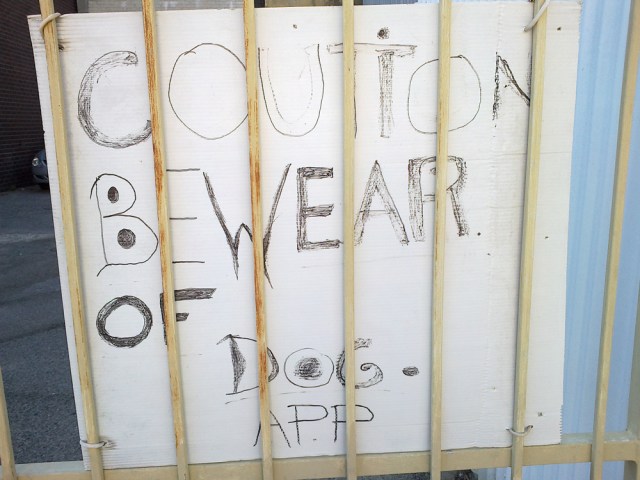 COUTiON
BEWEAR
OF
DOG.
APP